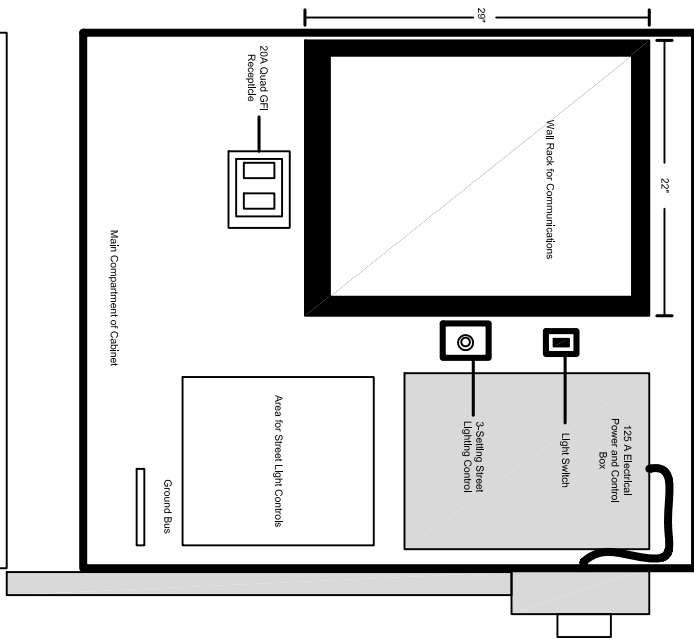 29"
22"
20A Quad GFI
Recepticle
Wall Rack for Communications
Main Compartment of Cabinet
125 A Electrical
Power and Control
Box
Light Switch
3-Setting Street
Lighting Control
Area for Street Light Controls
Ground Bus